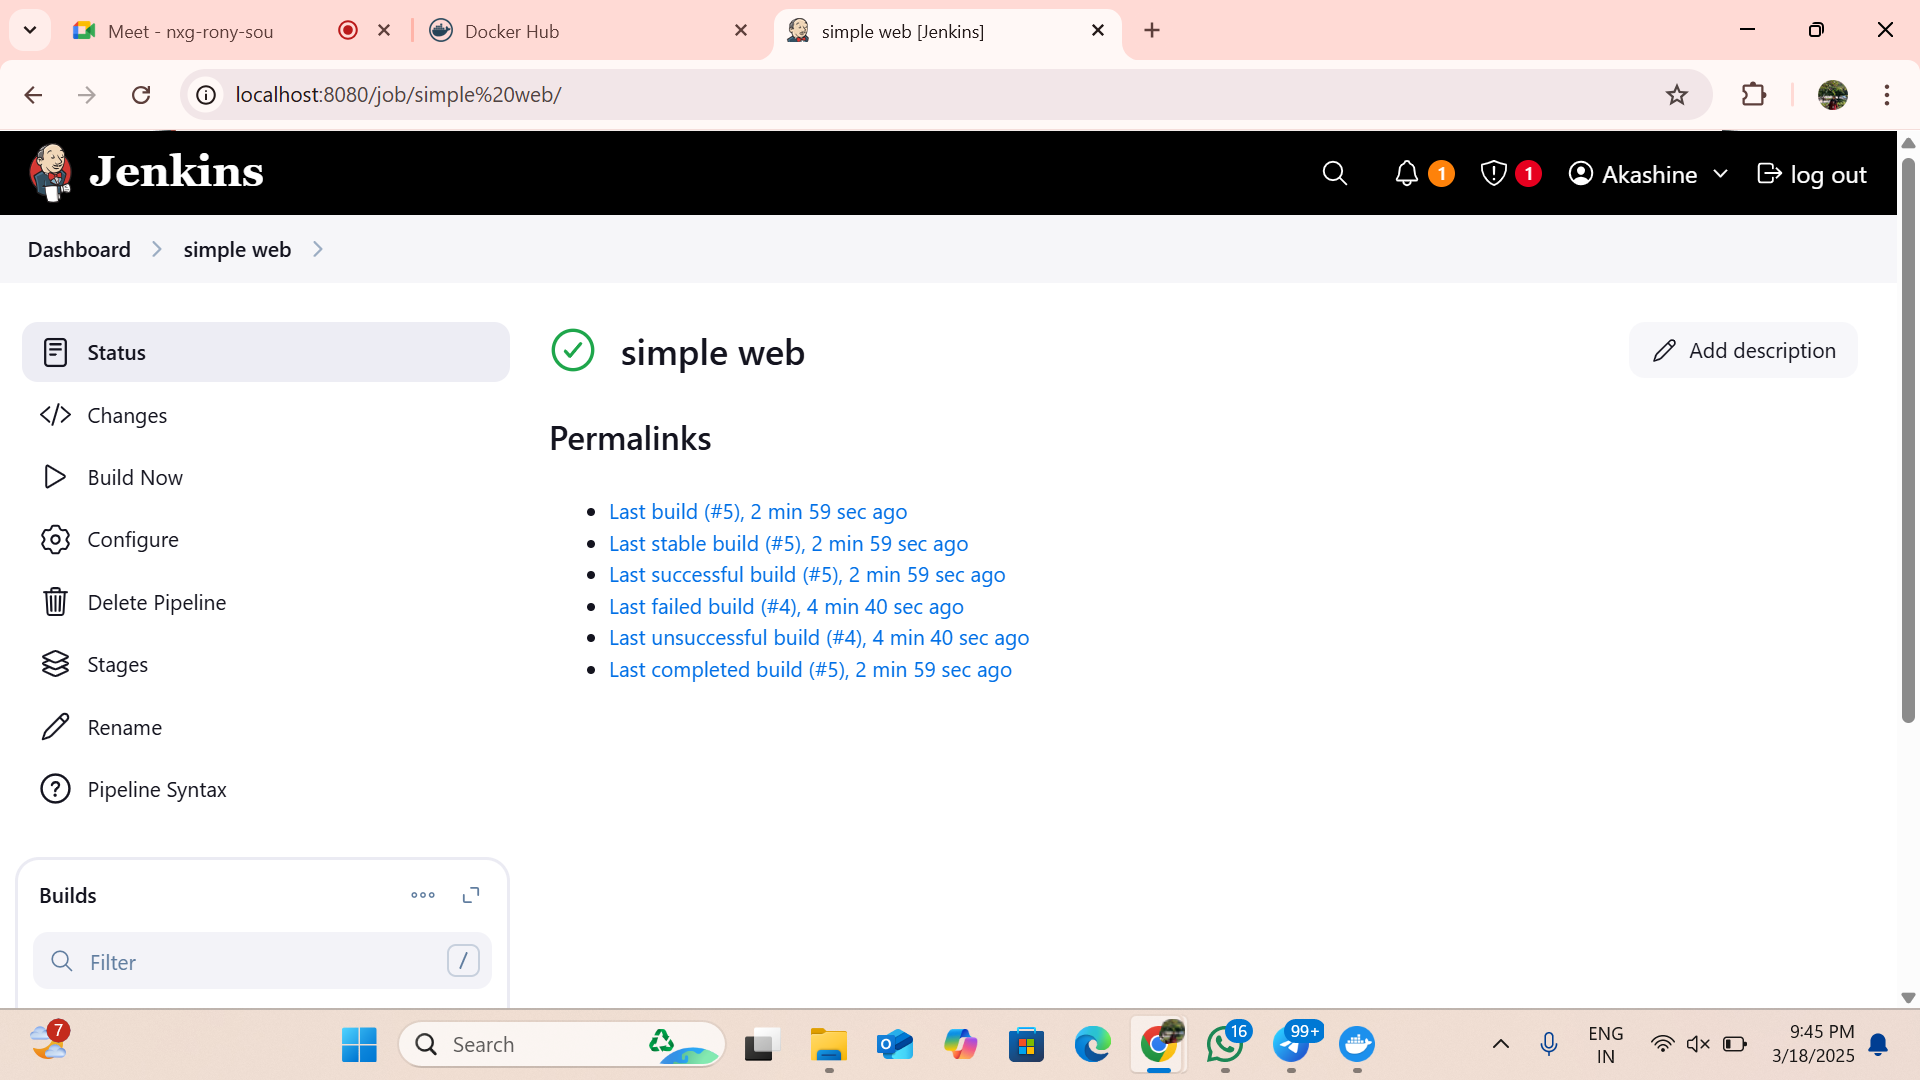 Meet - nxg-rony-sou
Docker Hub
simple web [Jenkins]
localhost:8080/job/simple%20web/
Jenkins
1
1
Akashine
log out
Dashboard
simple web
Status
Changes
Build Now
Configure
Delete Pipeline
Stages
Rename
Pipeline Syntax
Builds
Filter
/
simple web
Add description
Permalinks
Last build (#5), 2 min 59 sec ago
Last stable build (#5), 2 min 59 sec ago
Last successful build (#5), 2 min 59 sec ago
Last failed build (#4), 4 min 40 sec ago
Last unsuccessful build (#4), 4 min 40 sec ago
Last completed build (#5), 2 min 59 sec ago
7
Search
16
99+
ENG
IN
9:45 PM
3/18/2025